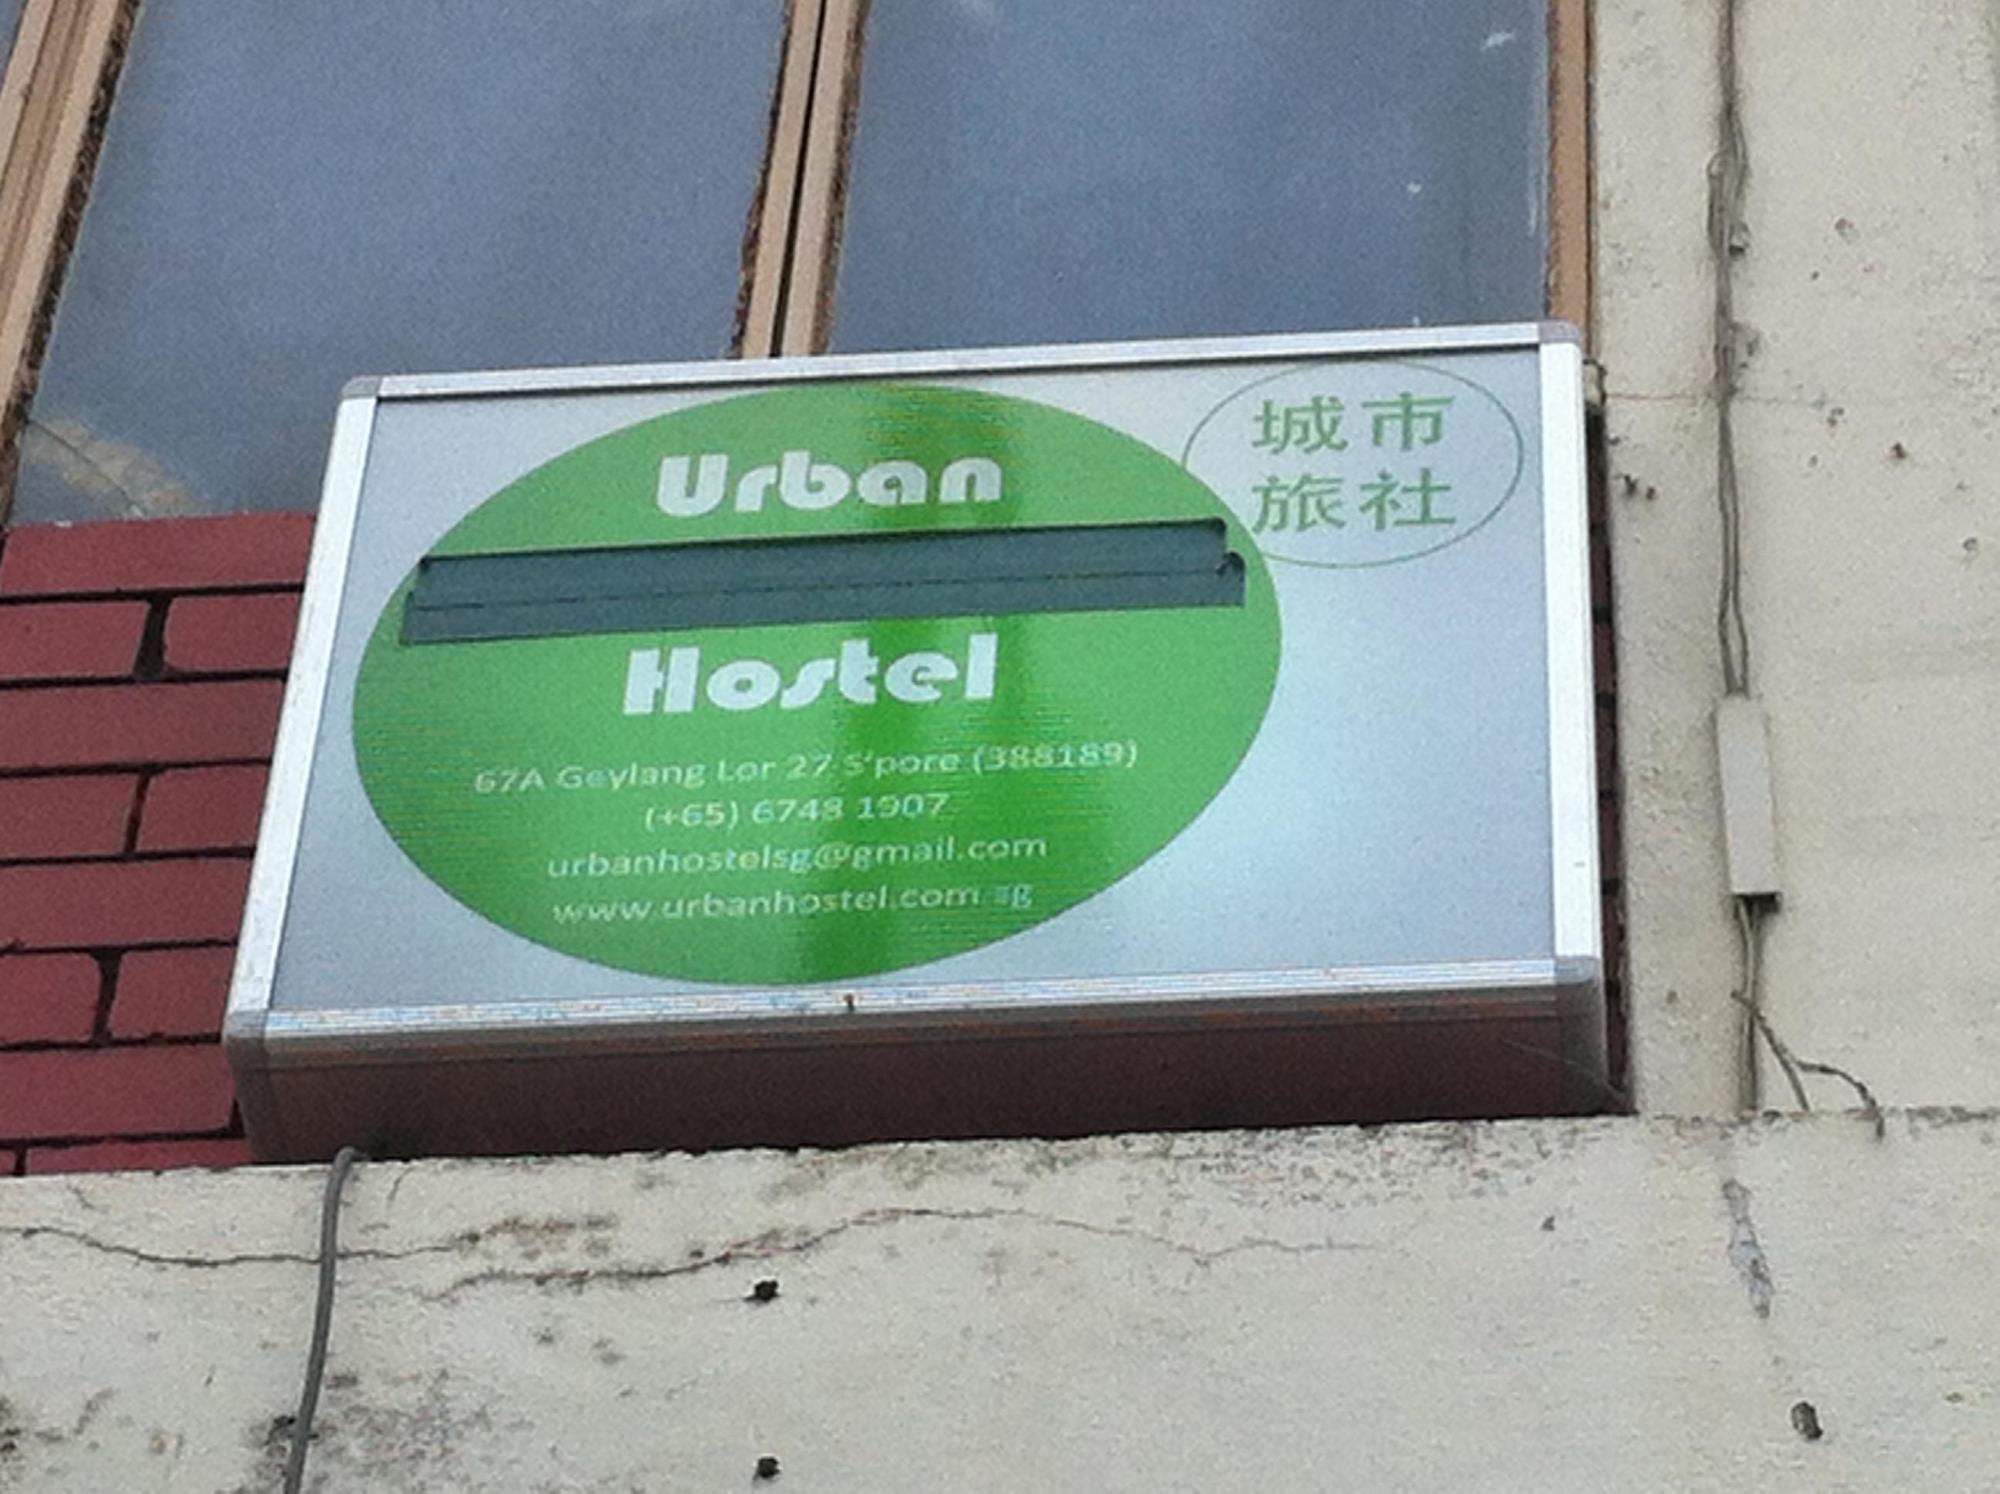 Urban
Hostel
67A Geylang Lor 27 S'pore (388189)
(+65) 6748 1907
urbanhostelsg@gmail.com
www.urbanhostel.com.sg
城市
旅社